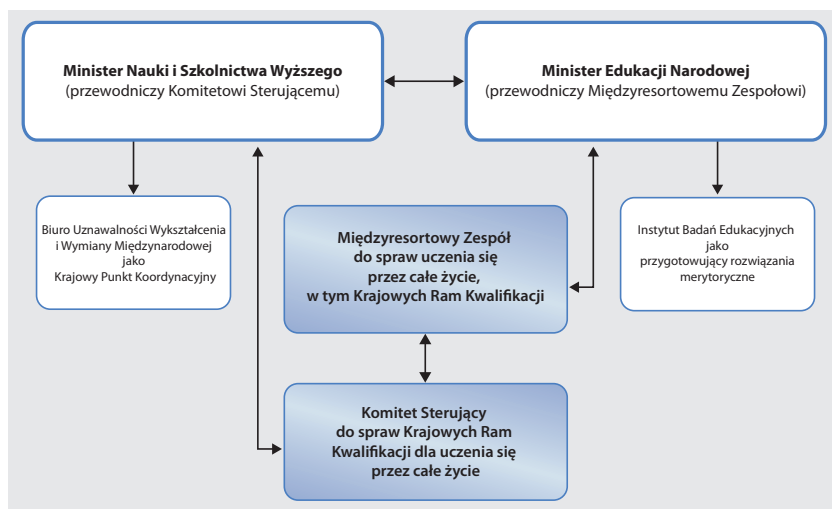 Minister Nauki i Szkolnictwa Wyższego
(przewodniczy Komitetowi Sterującemu)
Minister Edukacji Narodowej
(przewodniczy Międzyresortowemu Zespołowi)
Biuro Uznawalności Wykształcenia
i Wymiany Międzynarodowej
jako
Krajowy Punkt Koordynacyjny
Międzyresortowy Zespół
do spraw uczenia się
przez całe życie,
w tym Krajowych Ram Kwalifikacji
Instytut Badań Edukacyjnych
jako
przygotowujący rozwiązania
merytoryczne
Komitet Sterujący
do spraw Krajowych Ram
Kwalifikacji dla uczenia się
przez całe życie